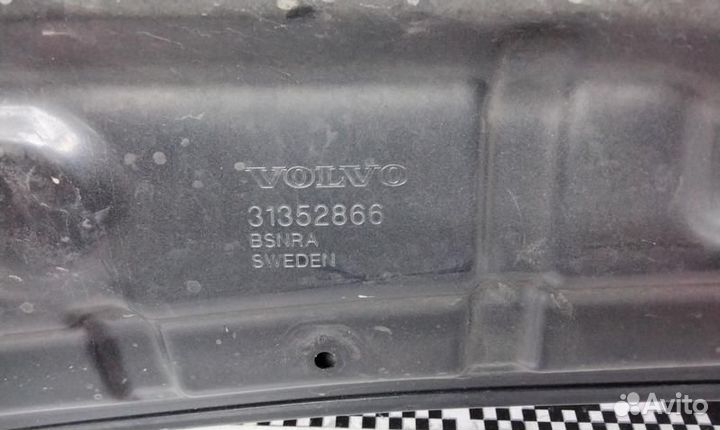 VOLVO
31352866
BSNRA
SWEDEN
Avito